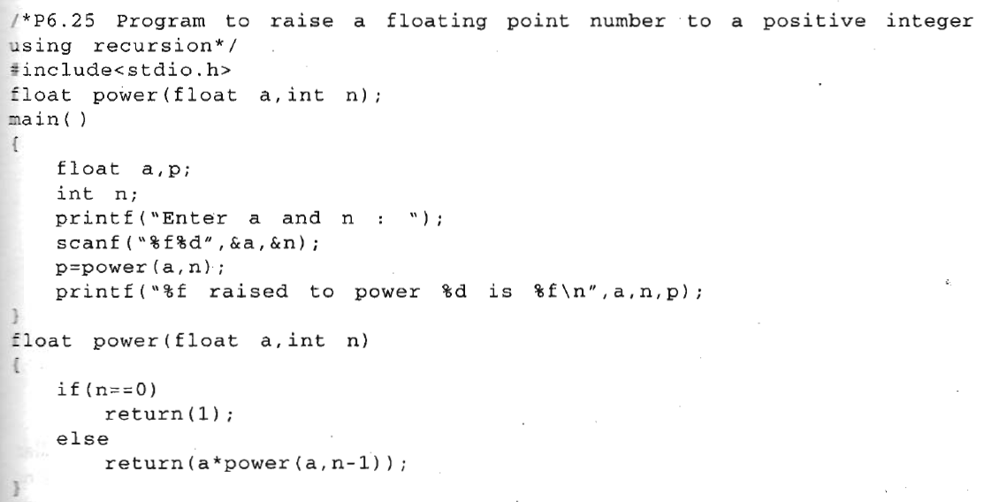 /*P6.25 Program to raise a floating point number to a positive integer
using recursion*/
#include<stdio.h>
float power(float a,int n);
main( )
{
float a,p;
int n;
printf("Enter a and n : ");
scanf("%f%d",&a,&n);
p=power(a,n);
printf("%f raised to power %d is %f\n",a,n,p);
}
float power(float a,int n)
{
if(n==0)
return(1);
else
return(a*power(a,n-1));
}